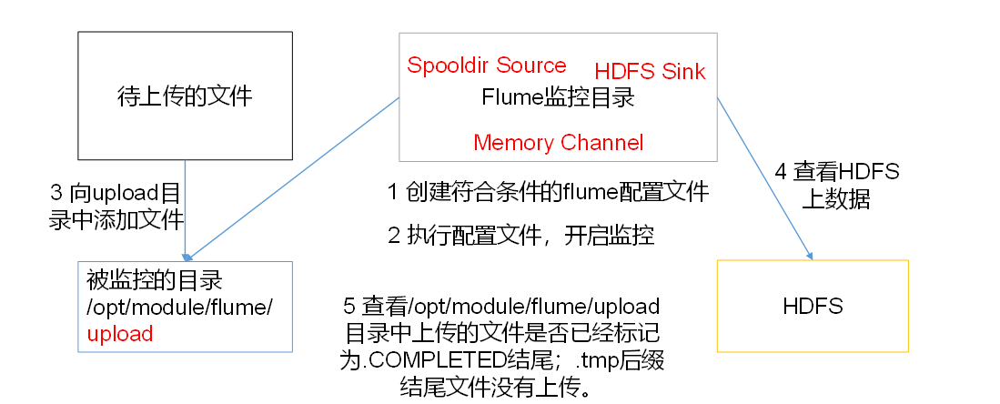 待上传的文件
Spooldir Source
HDFS Sink
Flume监控目录
Memory Channel
3 向upload目
录中添加文件
1 创建符合条件的flume配置文件
2 执行配置文件，开启监控
4 查看HDFS
上数据
被监控的目录
/opt/module/flume/
upload
HDFS
5 查看/opt/module/flume/upload
目录中上传的文件是否已经标记
为.COMPLETED结尾；.tmp后缀
结尾文件没有上传。